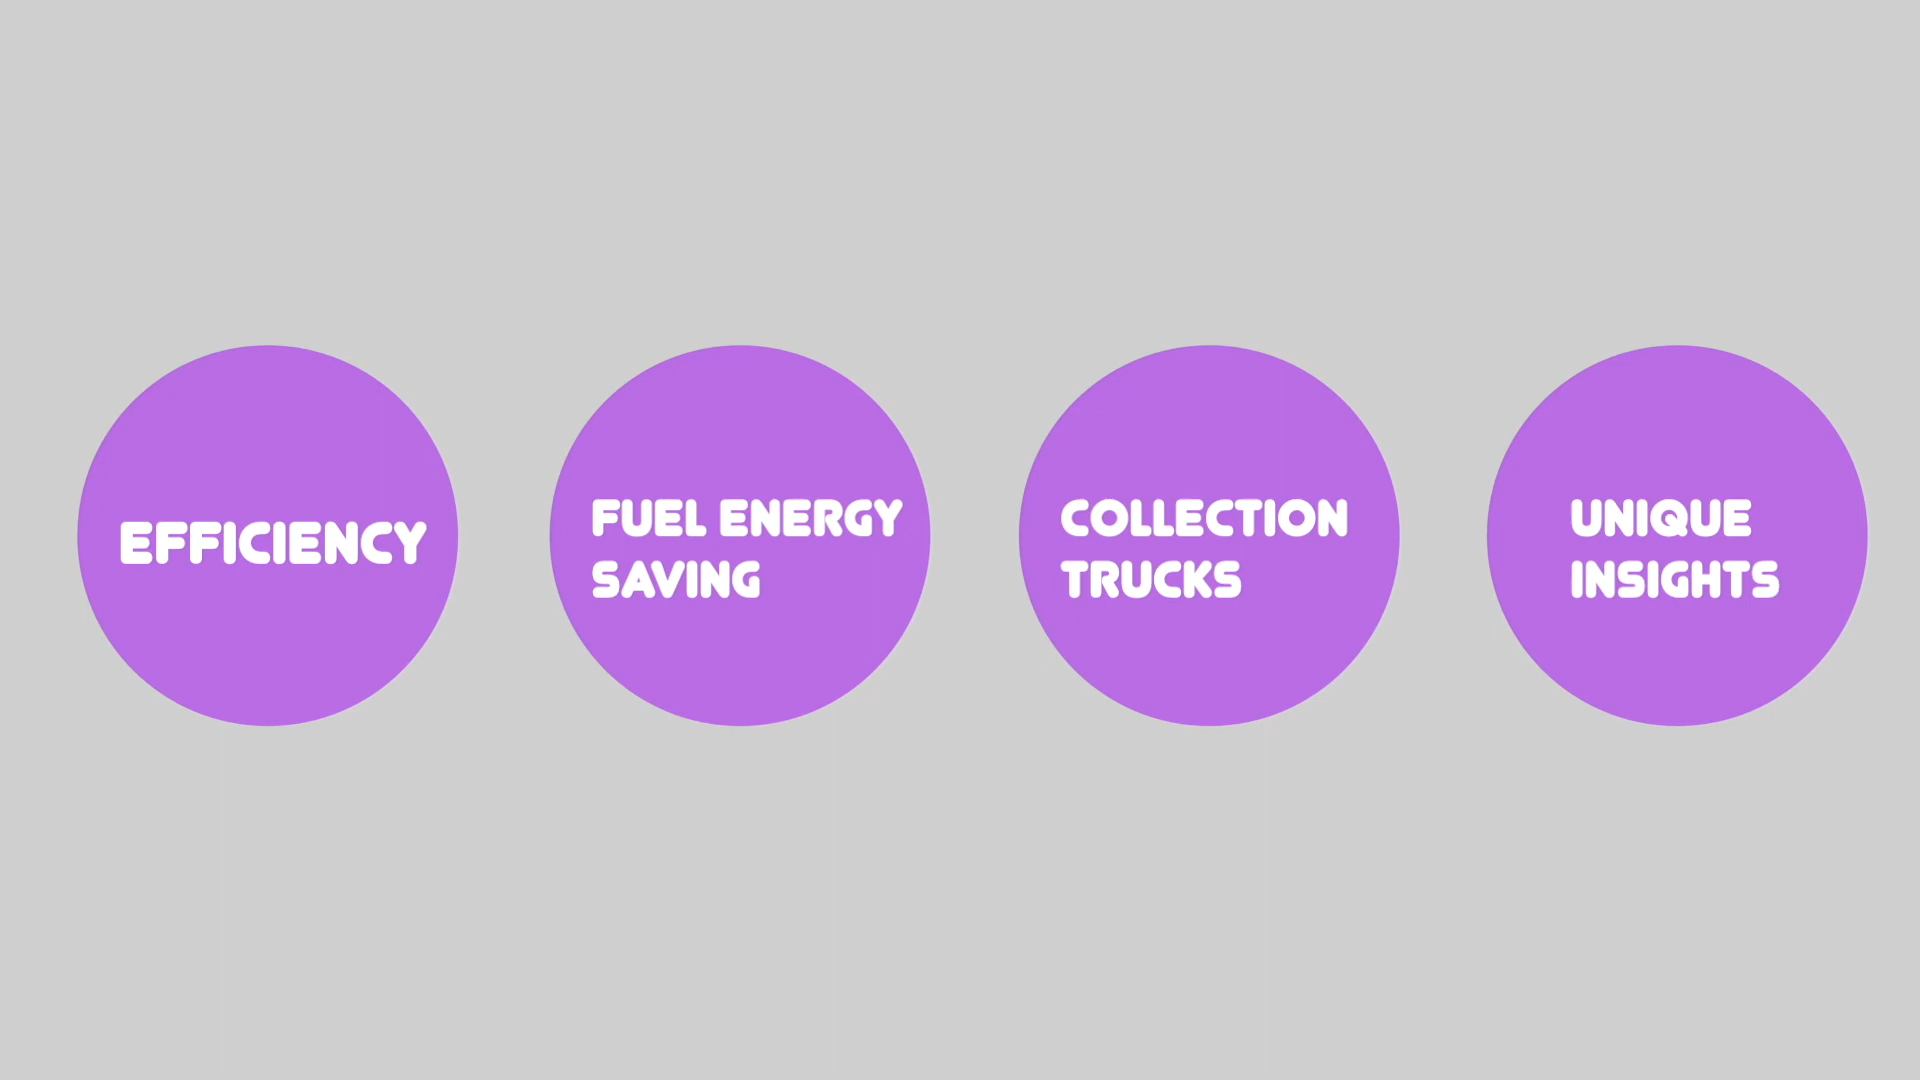 EFFICIENCY
FUEL ENERGY
SAVING
COLLECTION
TRUCKS
UNIQUE
INSIGHTS